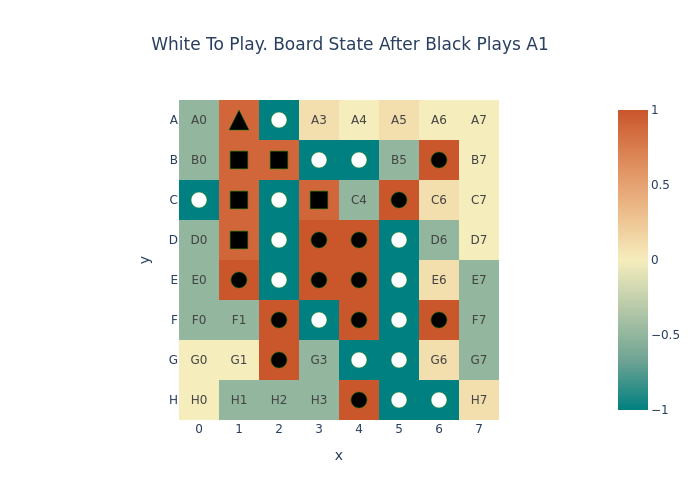 White To Play. Board State After Black Plays A1
A A0 A3 A4 A5 A6 A7
B B0 B5 B7
C C4 C6 C7
D D0 D6 D7
E E0 E6 E7
F F0 F1 F7
G G0 G1 G3 G6 G7
H H0 H1 H2 H3 H7
0 1 2 3 4 5 6 7
x
y
1
0.5
0
−0.5
−1